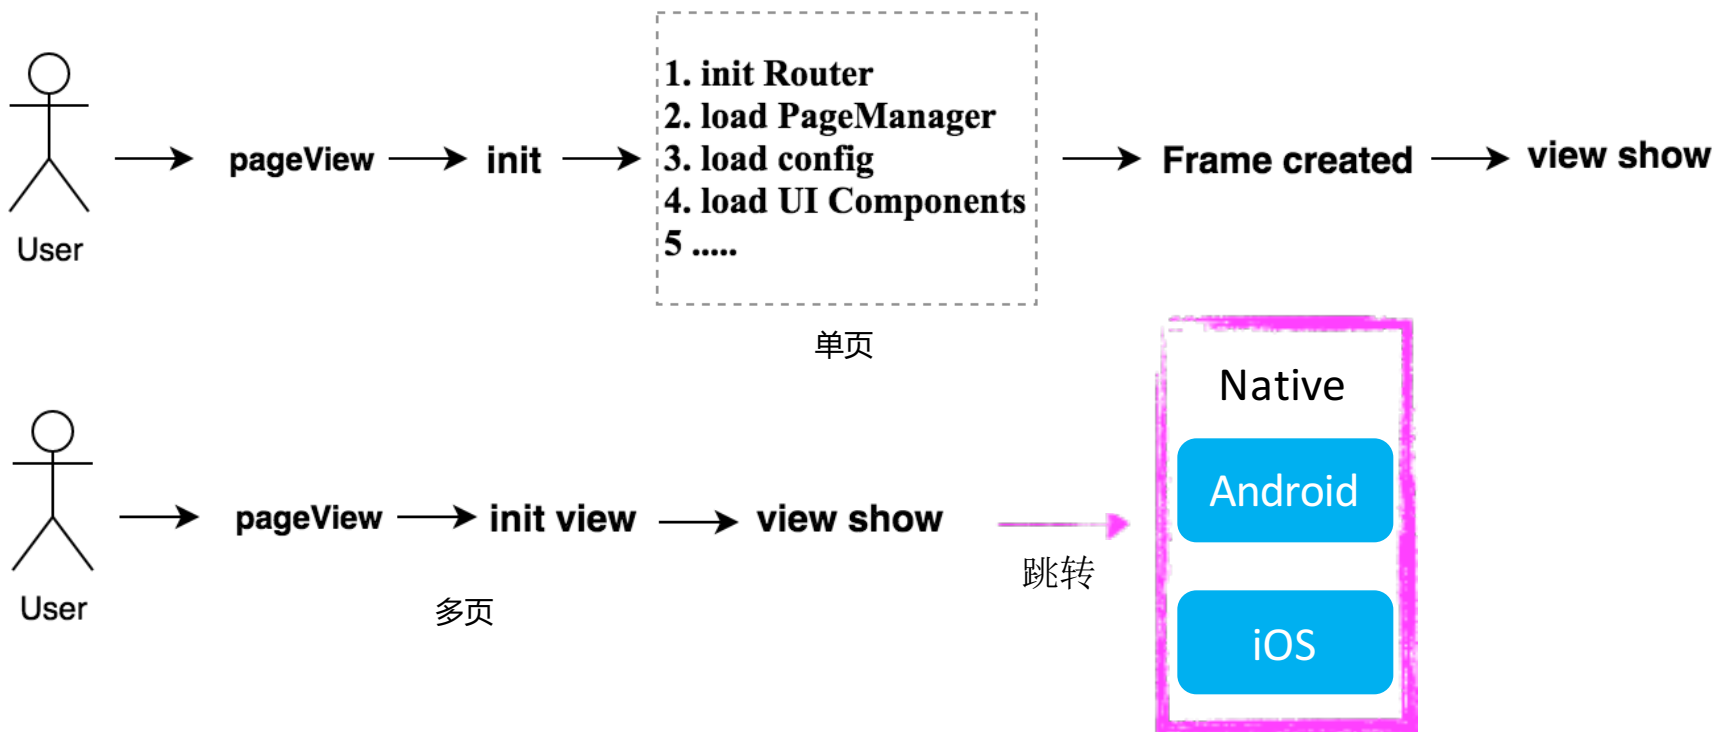 User
pageView
init
1. init Router
2. load PageManager
3. load config
4. load UI Components
5 .....
Frame created
view show
单页
User
pageView
init view
view show
多页
跳转
Native
Android
iOS